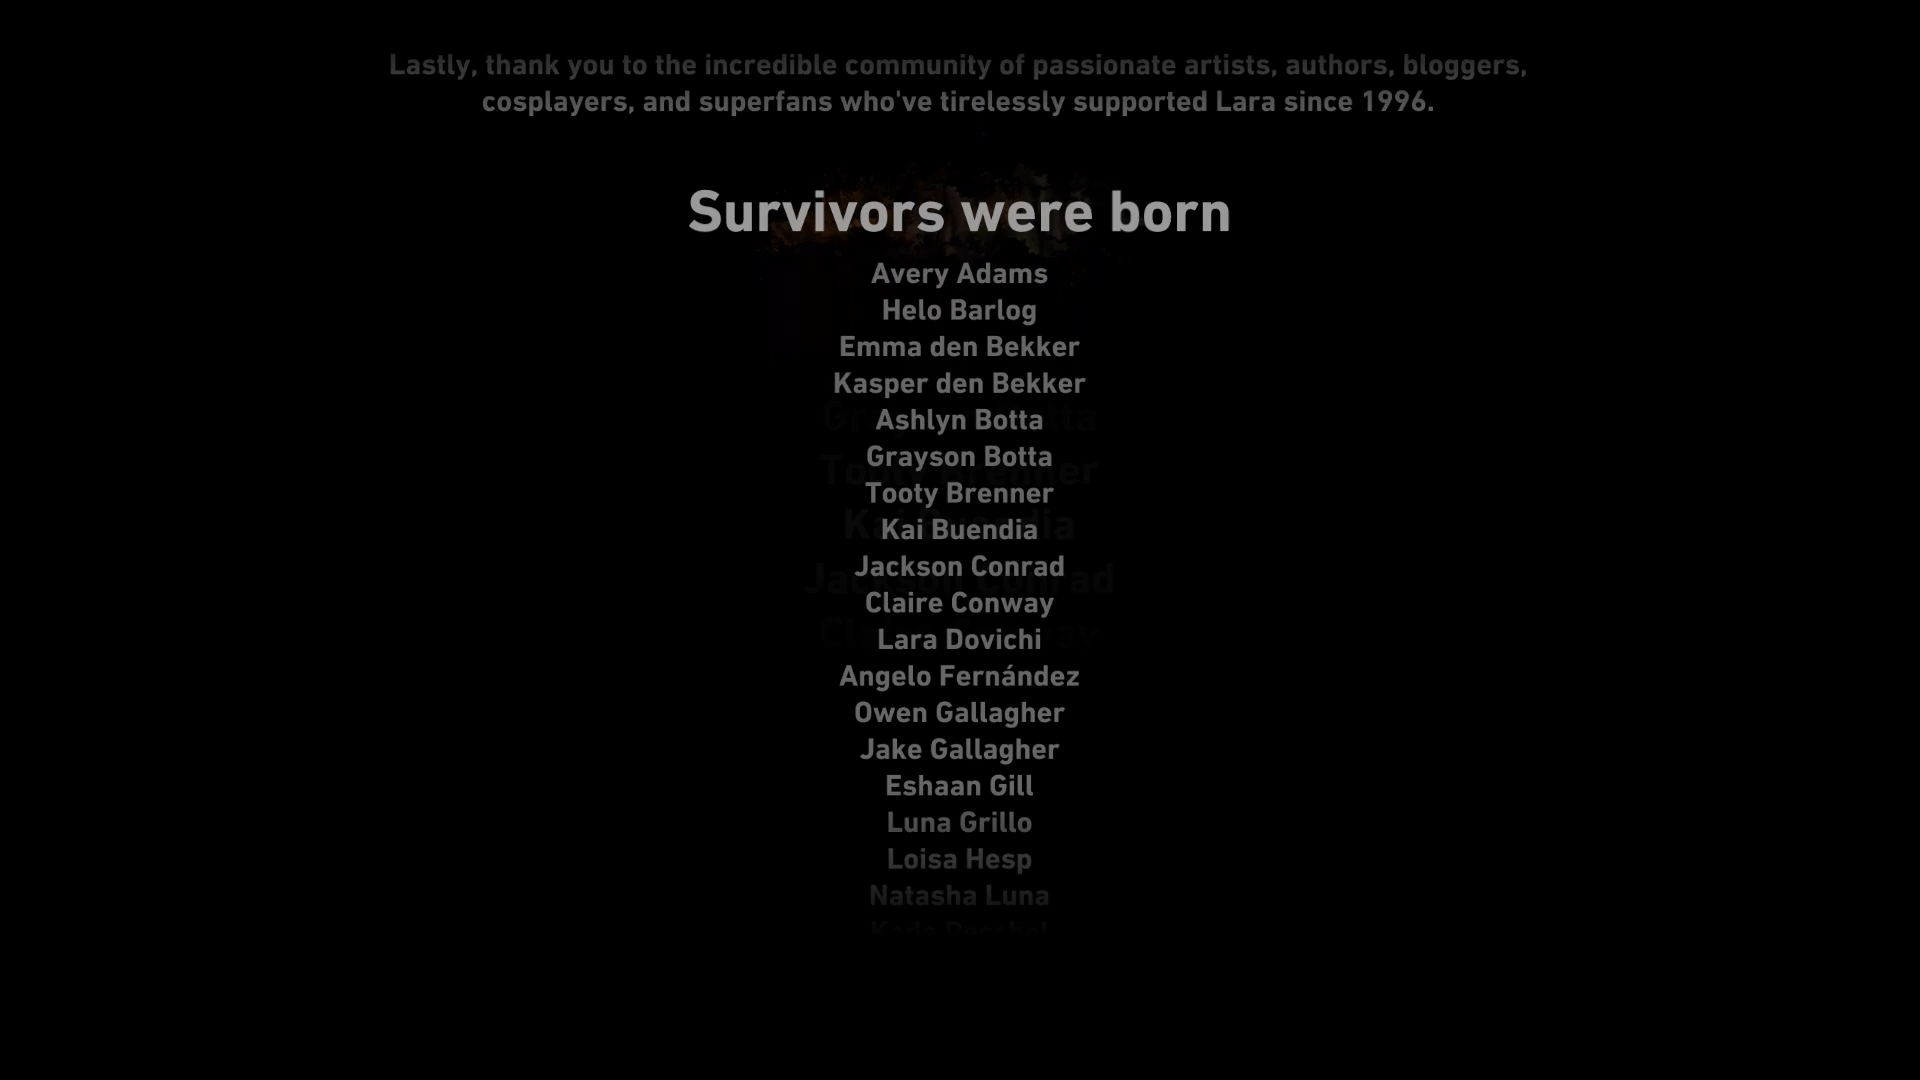 Lastly, thank you to the incredible community of passionate artists, authors, bloggers,
cosplayers, and superfans who've tirelessly supported Lara since 1996.
Survivors were born
Avery Adams
Helo Barlog
Emma den Bekker
Kasper den Bekker
Ashlyn Botta
Grayson Botta
Tooty Brenner
Kai Buendia
Jackson Conrad
Claire Conway
Lara Dovichi
Angelo Fernández
Owen Gallagher
Jake Gallagher
Eshaan Gill
Luna Grillo
Loisa Hesp
Natasha Luna